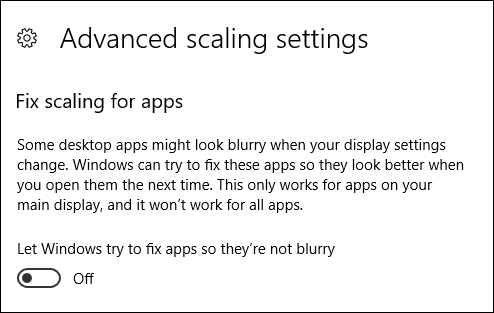 Advanced scaling settings
Fix scaling for apps
Some desktop apps might look blurry when your display settings
change. Windows can try to fix these apps so they look better when
you open them the next time. This only works for apps on your
main display, and it won’t work for all apps.
Let Windows try to fix apps so they’re not blurry
Off